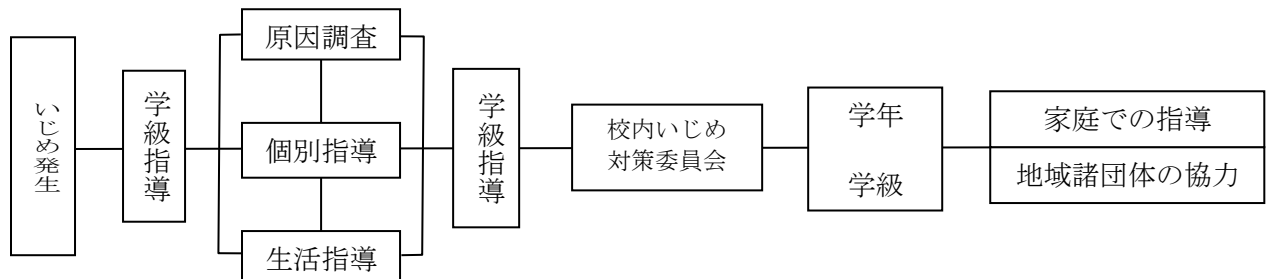 いじめ発生
学級指導
原因調査
個別指導
生活指導
学級指導
校内いじめ
対策委員会
学年
学級
家庭での指導
地域諸団体の協力